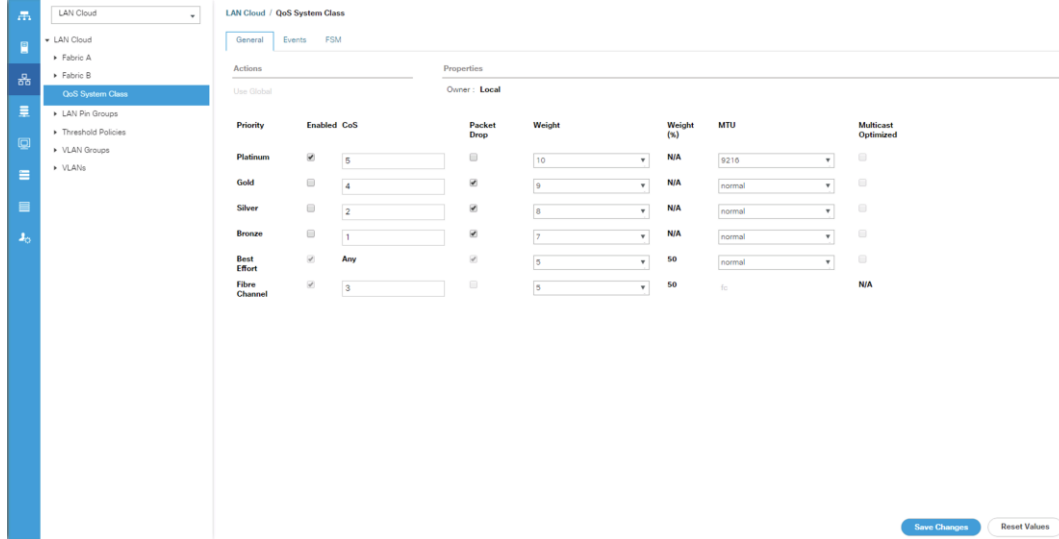 LAN Cloud
LAN Cloud / QoS System Class
LAN Cloud
Fabric A
Fabric B
QoS System Class
LAN Pin Groups
Threshold Policies
VLAN Groups
VLANs
General Events FSM
Actions Properties
Use Global Owner : Local
Priority Enabled CoS Packet Drop Weight Weight (%) MTU Multicast Optimized
Platinum 5 10 N/A 9216
Gold 4 9 N/A normal
Silver 2 8 N/A normal
Bronze 1 7 N/A normal
Best Effort Any 5 50 normal
Fibre Channel 3 5 50 fc N/A
Save Changes Reset Values